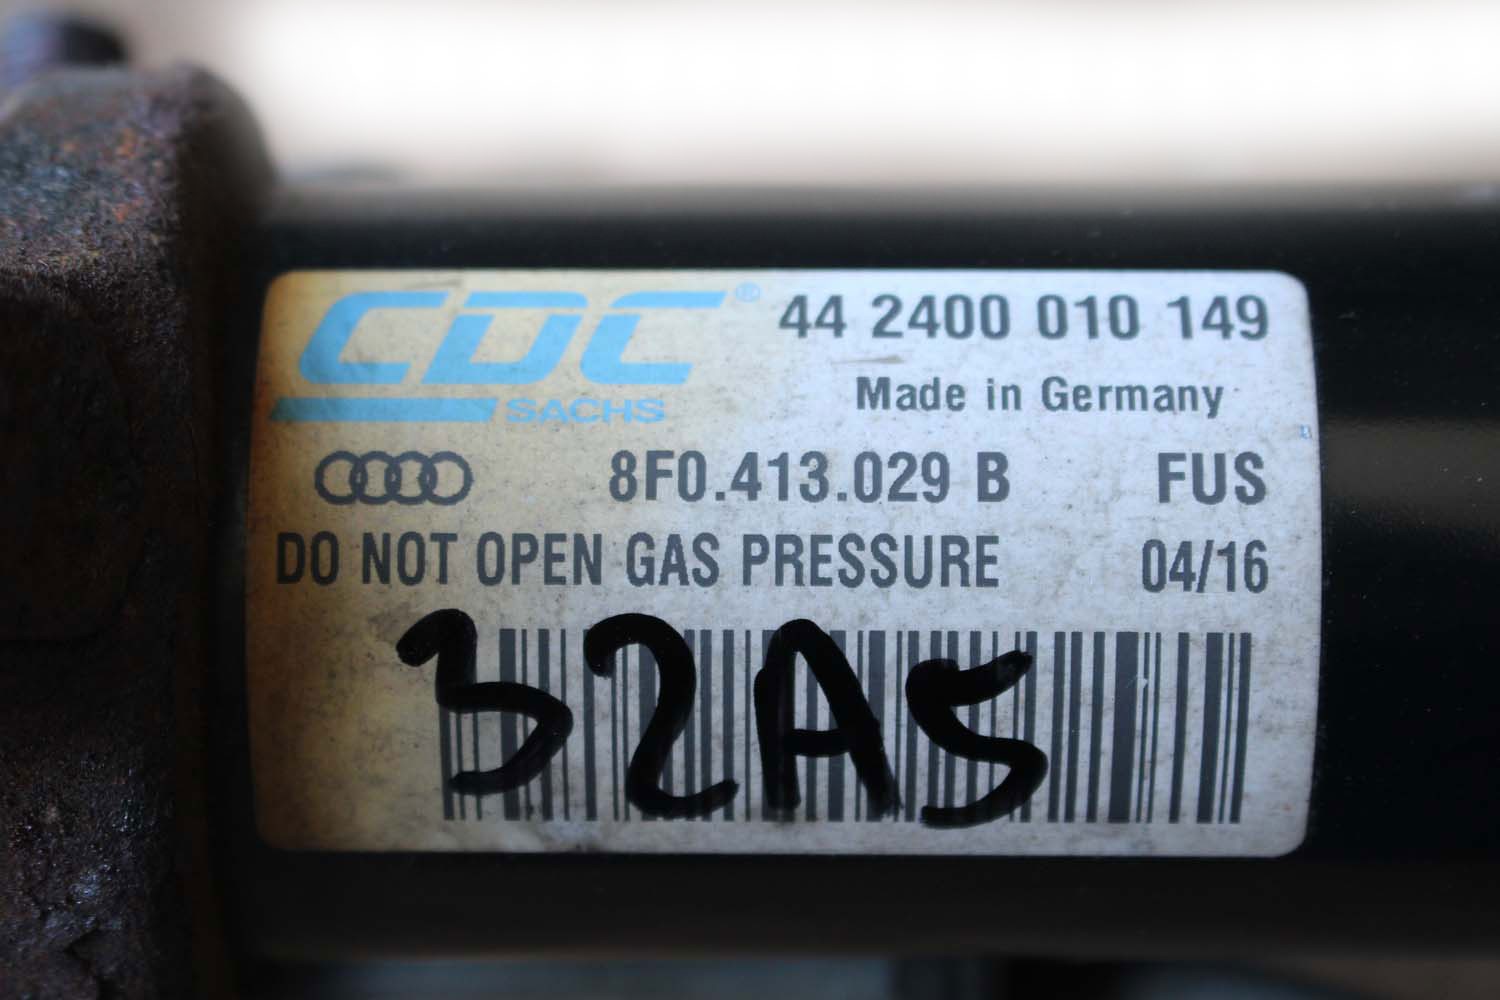 CDC® 44 2400 010 149
SACHS Made in Germany
8F0.413.029 B FUS
DO NOT OPEN GAS PRESSURE 04/16
32A5